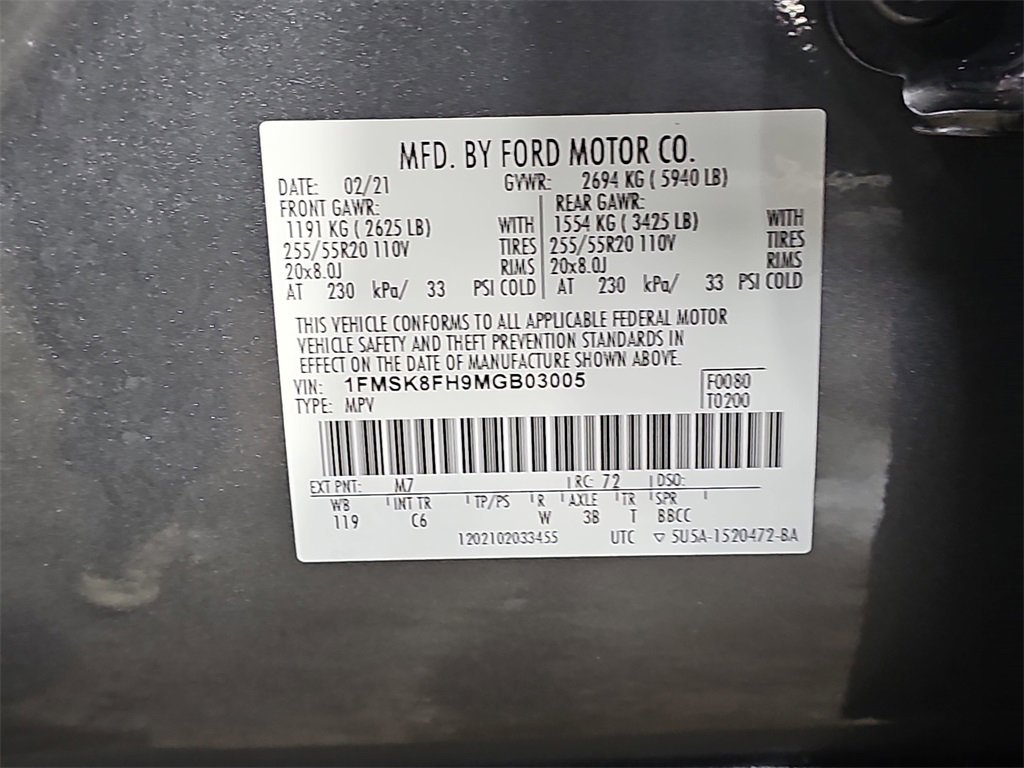 MFD. BY FORD MOTOR CO.
DATE: 02/21 GVWR: 2694 KG ( 5940 LB)
FRONT GAWR: REAR GAWR:
1191 KG ( 2625 LB) WITH 1554 KG ( 3425 LB) WITH
255/55R20 110V TIRES 255/55R20 110V TIRES
20x8.0J RIMS 20x8.0J RIMS
AT 230 kPa/ 33 PSI COLD AT 230 kPa/ 33 PSI COLD
THIS VEHICLE CONFORMS TO ALL APPLICABLE FEDERAL MOTOR
VEHICLE SAFETY AND THEFT PREVENTION STANDARDS IN
EFFECT ON THE DATE OF MANUFACTURE SHOWN ABOVE.
VIN: 1FMSK8FH9MGB03005 F0080
TYPE: MPV T0200
EXT PNT: M7 RC: 72 DSO:
WB INT TR TP/PS R AXLE TR SPR
119 C6 W 3B T BBCC
1202102033455 UTC ▽ 5U5A-1520472-BA